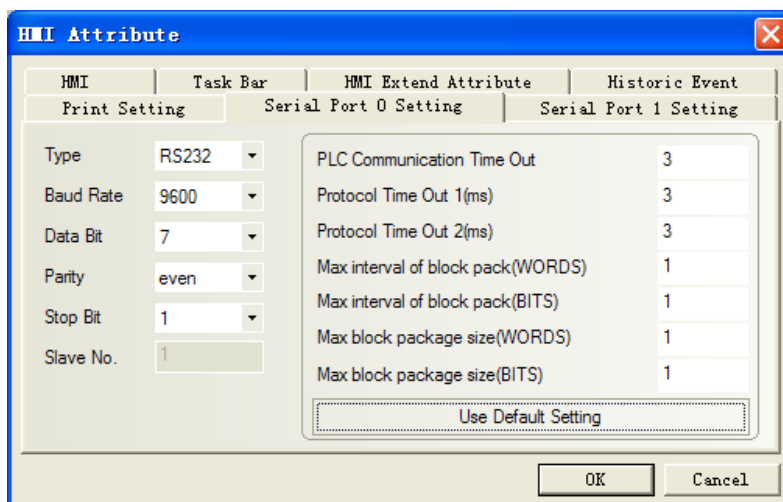 HMI Attribute
HMI Task Bar HMI Extend Attribute Historic Event
Print Setting Serial Port 0 Setting Serial Port 1 Setting
Type RS232
Baud Rate 9600
Data Bit 7
Parity even
Stop Bit 1
Slave No. 1
PLC Communication Time Out 3
Protocol Time Out 1(ms) 3
Protocol Time Out 2(ms) 3
Max interval of block pack(WORDS) 1
Max interval of block pack(BITS) 1
Max block package size(WORDS) 1
Max block package size(BITS) 1
Use Default Setting
OK Cancel